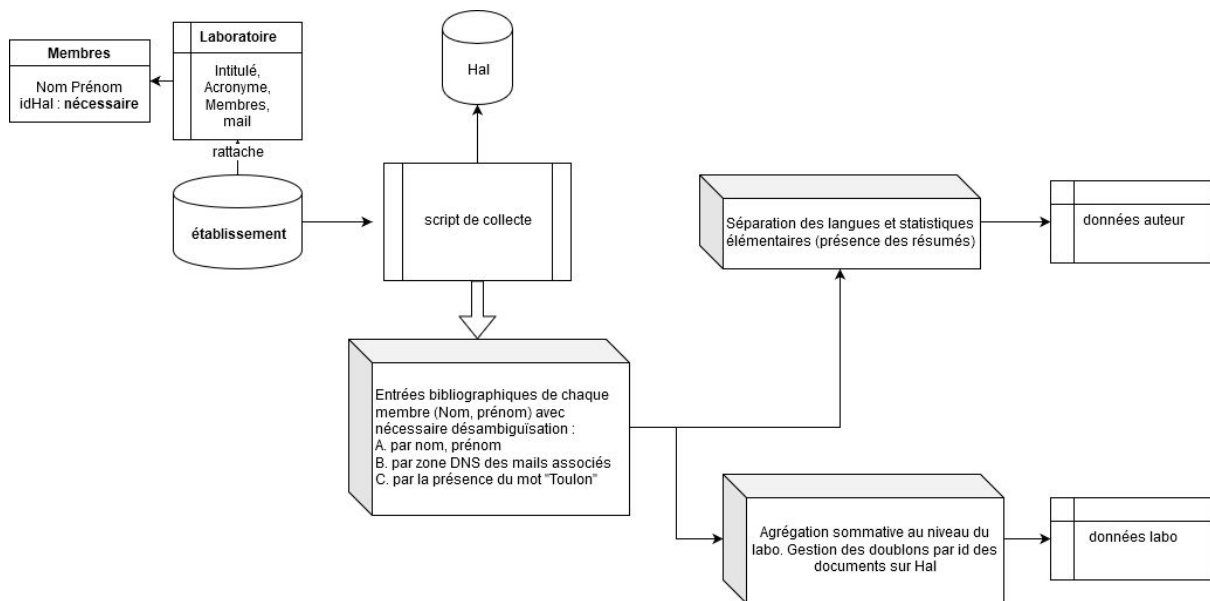 Membres
Nom Prénom
idHal : nécessaire
Laboratoire
Intitulé,
Acronyme,
Membres,
mail
rattache
établissement
Hal
script de collecte
Entrées bibliographiques de chaque
membre (Nom, prénom) avec
nécessaire désambiguïsation :
A. par nom, prénom
B. par zone DNS des mails associés
C. par la présence du mot "Toulon"
Séparation des langues et statistiques
élémentaires (présence des résumés)
données auteur
Agrégation sommative au niveau du
labo. Gestion des doublons par id des
documents sur Hal
données labo